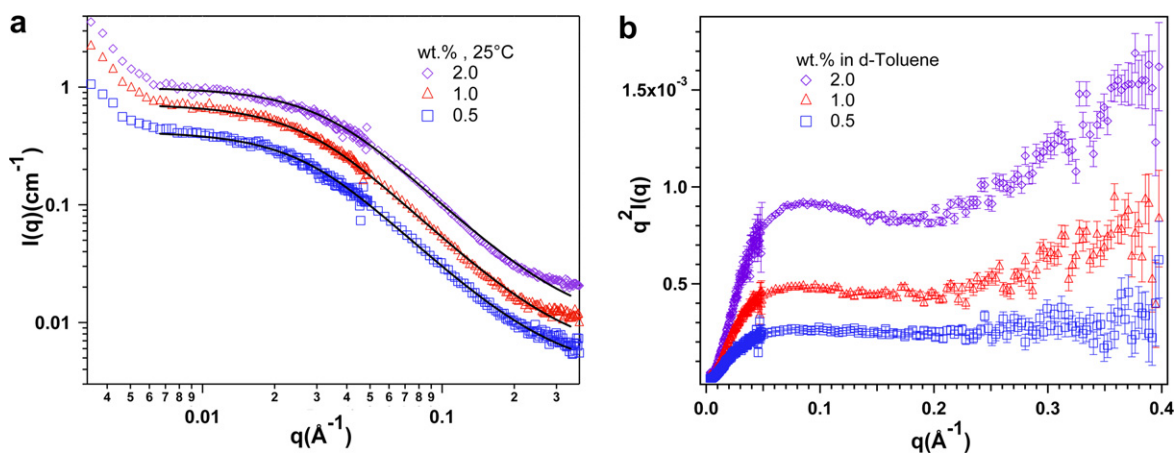 a
wt.% , 25°C
2.0
1.0
0.5
I(q)(cm⁻¹)
1
0.1
0.01
4 5 6 7 8 9 0.01 2 3 4 5 6 7 8 9 0.1 2 3
q(Å⁻¹)
b
wt.% in d-Toluene
2.0
1.0
0.5
q²I(q)
1.5x10⁻³
1.0
0.5
0.0 0.1 0.2 0.3 0.4
q(Å⁻¹)